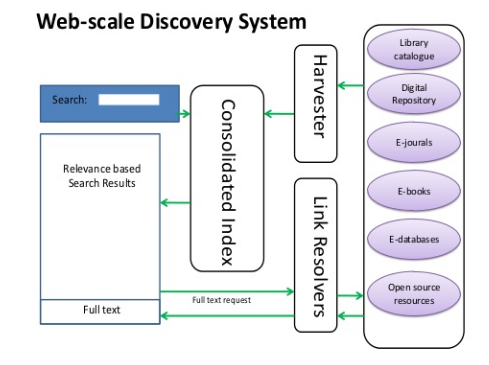 Web-scale Discovery System
Search:
Relevance based
Search Results
Full text
Consolidated Index
Harvester
Link Resolvers
Full text request
Library
catalogue
Digital
Repository
E-jourals
E-books
E-databases
Open source
resources